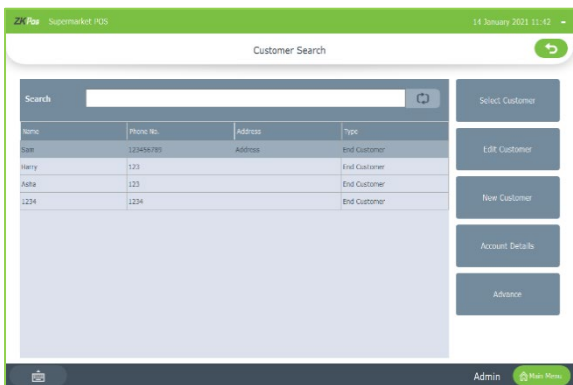 ZKPos Supermarket POS 14 January 2021 11:42
Customer Search
Search
Select Customer
Name Phone No. Address Type
Sam 123456789 Address End Customer
Edit Customer
Harry 123 End Customer
Asha 123 End Customer
1234 1234 End Customer
New Customer
Account Details
Advance
Admin Main Menu